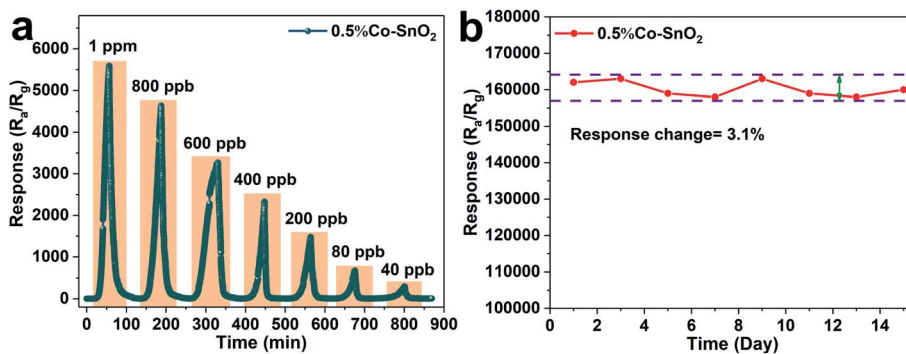 a
0.5%Co-SnO₂
1 ppm
800 ppb
600 ppb
400 ppb
200 ppb
80 ppb
40 ppb
Response (Ra/Rg)
6000
5000
4000
3000
2000
1000
0
0 100 200 300 400 500 600 700 800 900
Time (min)
b
0.5%Co-SnO₂
Response change= 3.1%
Response (Ra/Rg)
180000
170000
160000
150000
140000
130000
120000
110000
100000
0 2 4 6 8 10 12 14
Time (Day)